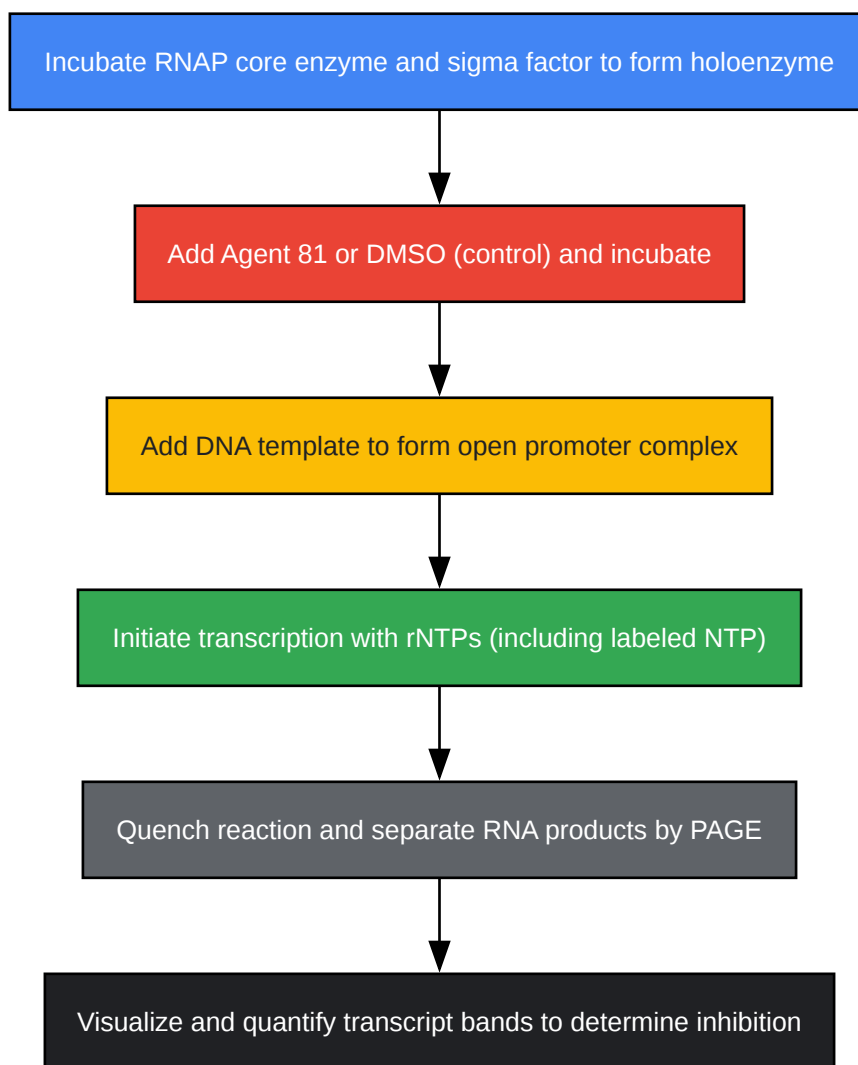 Incubate RNAP core enzyme and sigma factor to form holoenzyme
Add Agent 81 or DMSO (control) and incubate
Add DNA template to form open promoter complex
Initiate transcription with rNTPs (including labeled NTP)
Quench reaction and separate RNA products by PAGE
Visualize and quantify transcript bands to determine inhibition